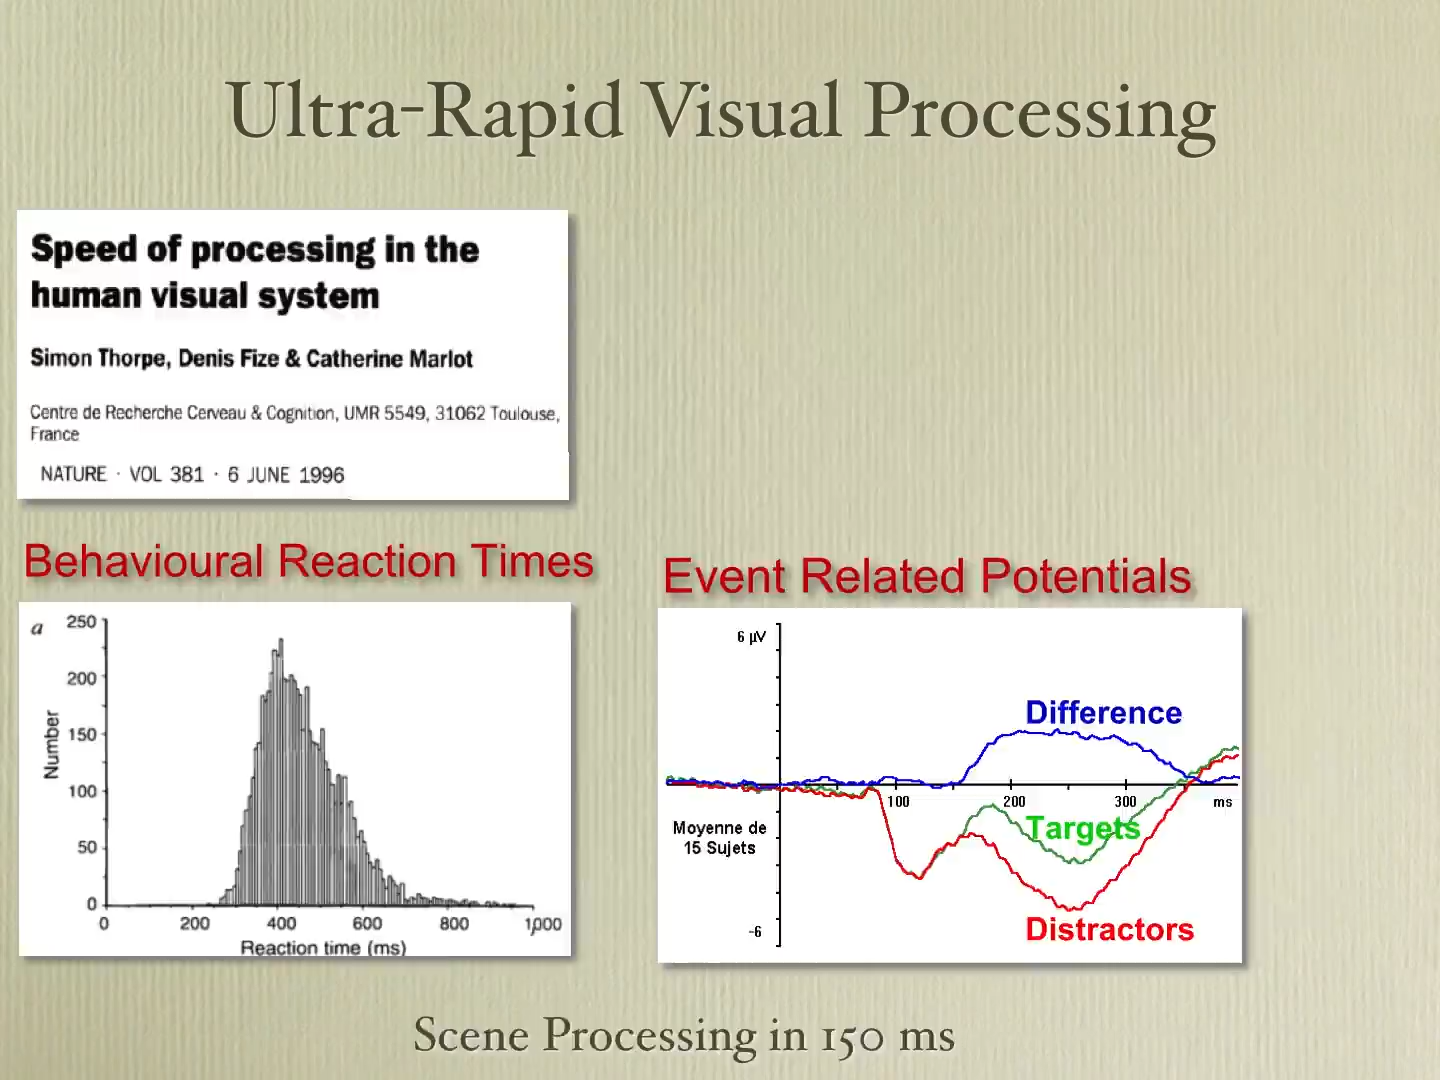 Ultra-Rapid Visual Processing
Speed of processing in the
human visual system
Simon Thorpe, Denis Fize & Catherine Marlot
Centre de Recherche Cerveau & Cognition, UMR 5549, 31062 Toulouse,
France
NATURE · VOL 381 · 6 JUNE 1996
Behavioural Reaction Times
a
250
200
150
100
50
0
Number
0 200 400 600 800 1,000
Reaction time (ms)
Event Related Potentials
6 µV
Difference
100 200 300 ms
Moyenne de
15 Sujets
Targets
Distractors
-6
Scene Processing in 150 ms